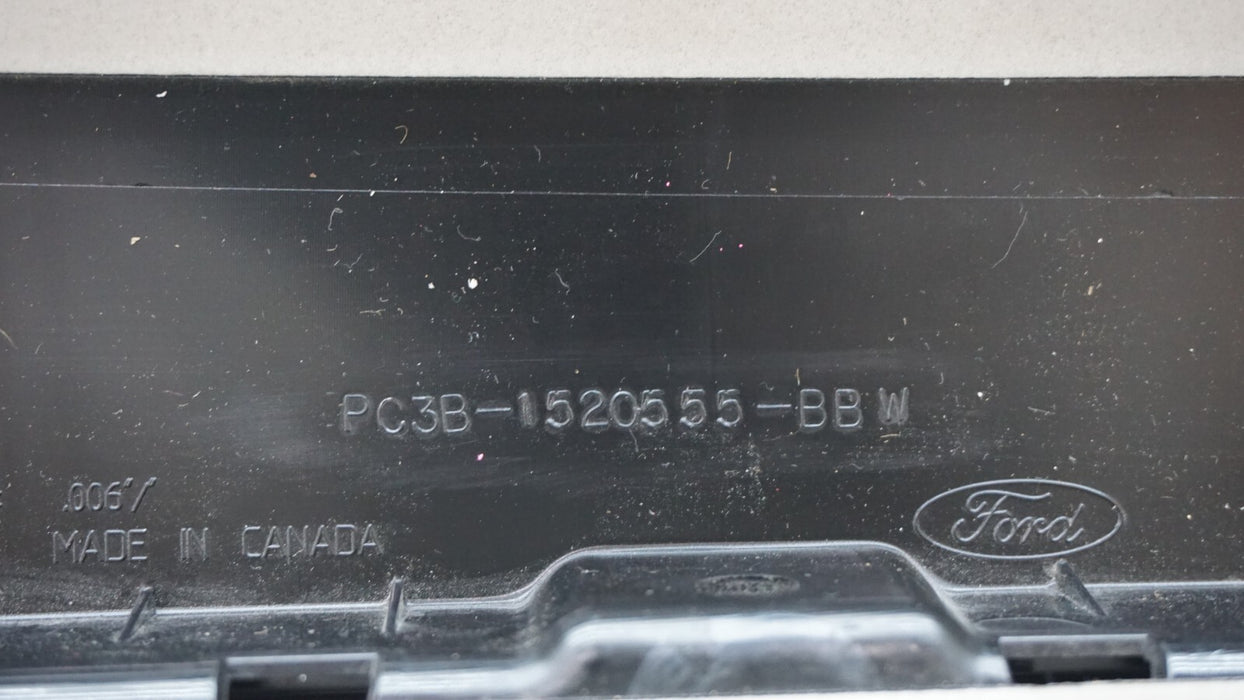 PC3B-1520555-BBW
.006"/
MADE IN CANADA
Ford